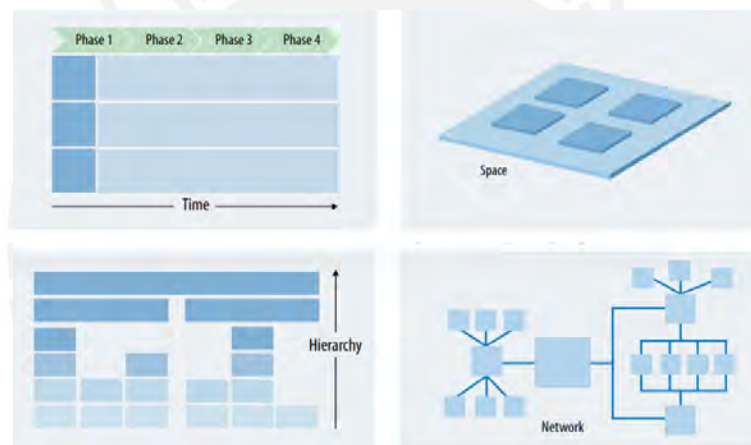 Phase 1 Phase 2 Phase 3 Phase 4
Time
Space
Hierarchy
Network